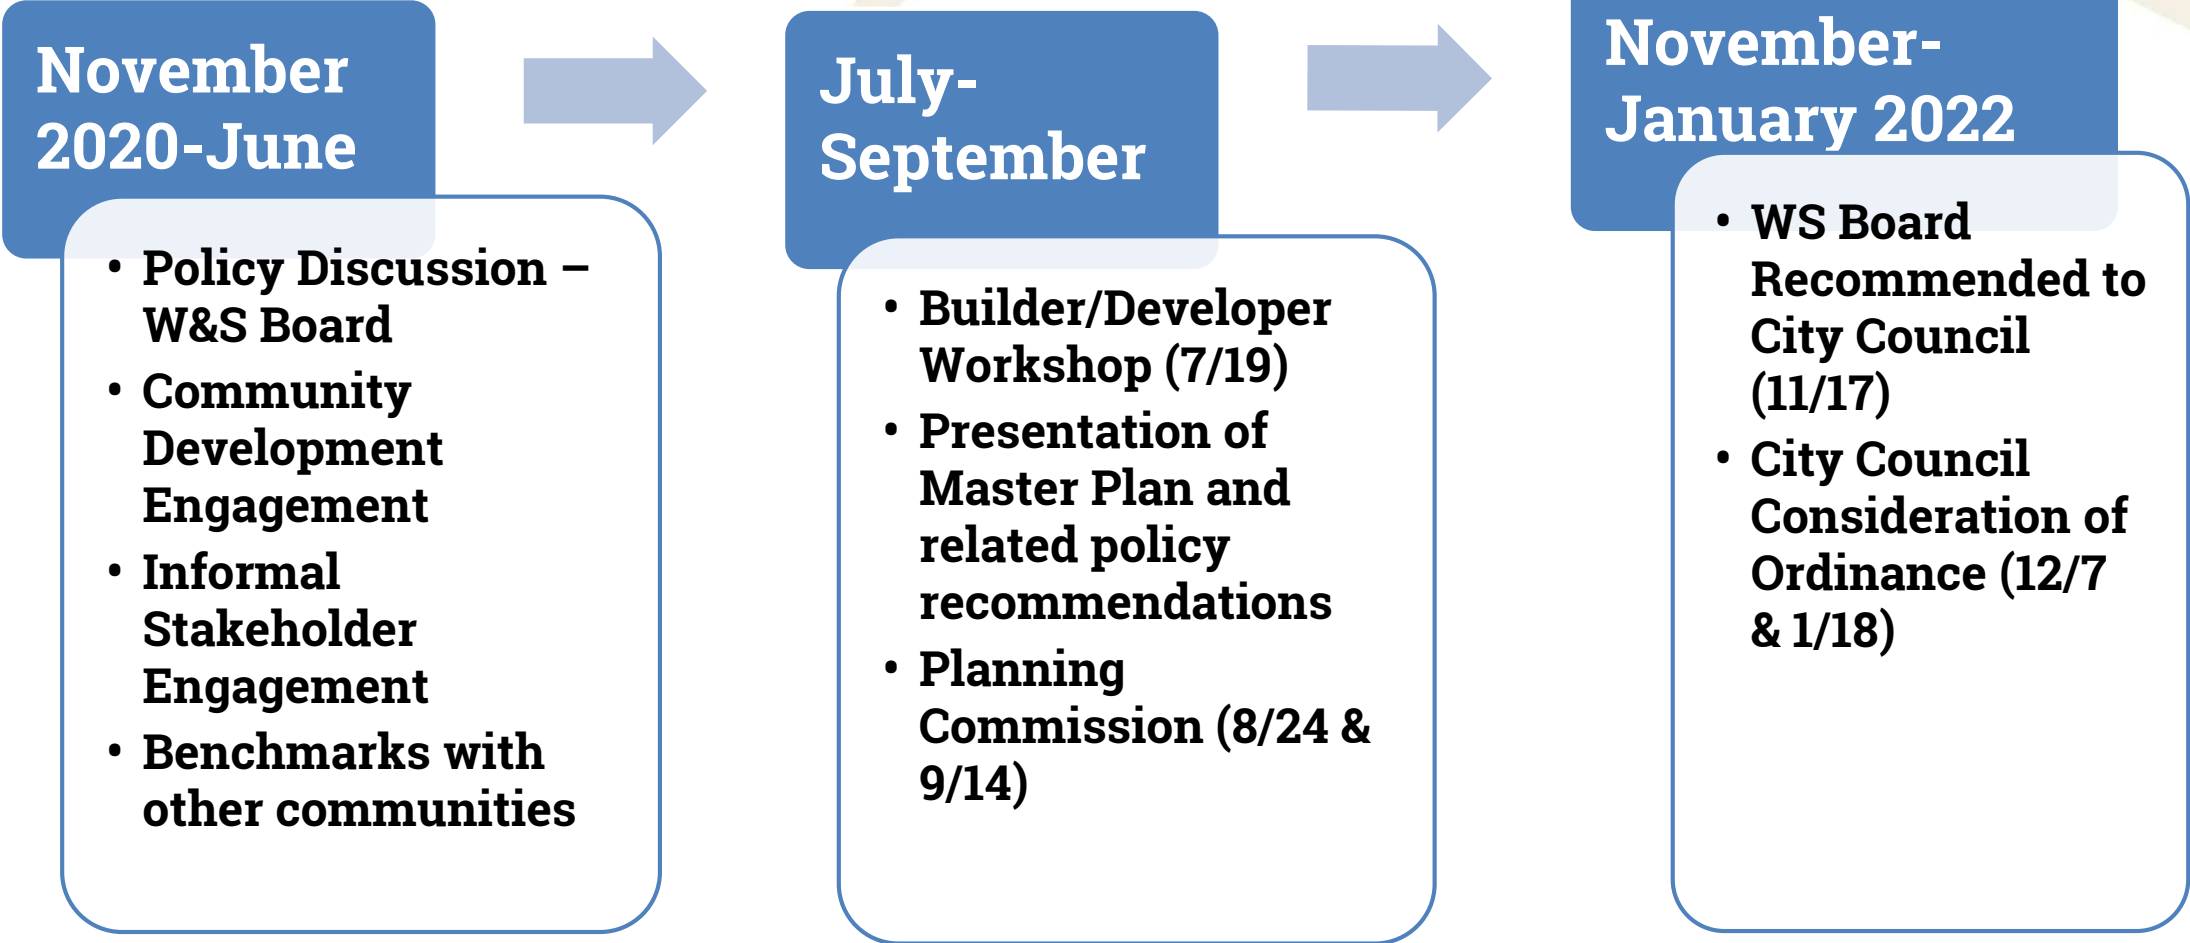 November
2020-June
• Policy Discussion –
W&S Board
• Community
Development
Engagement
• Informal
Stakeholder
Engagement
• Benchmarks with
other communities
July-
September
• Builder/Developer
Workshop (7/19)
• Presentation of
Master Plan and
related policy
recommendations
• Planning
Commission (8/24 &
9/14)
November-
January 2022
• WS Board
Recommended to
City Council
(11/17)
• City Council
Consideration of
Ordinance (12/7
& 1/18)